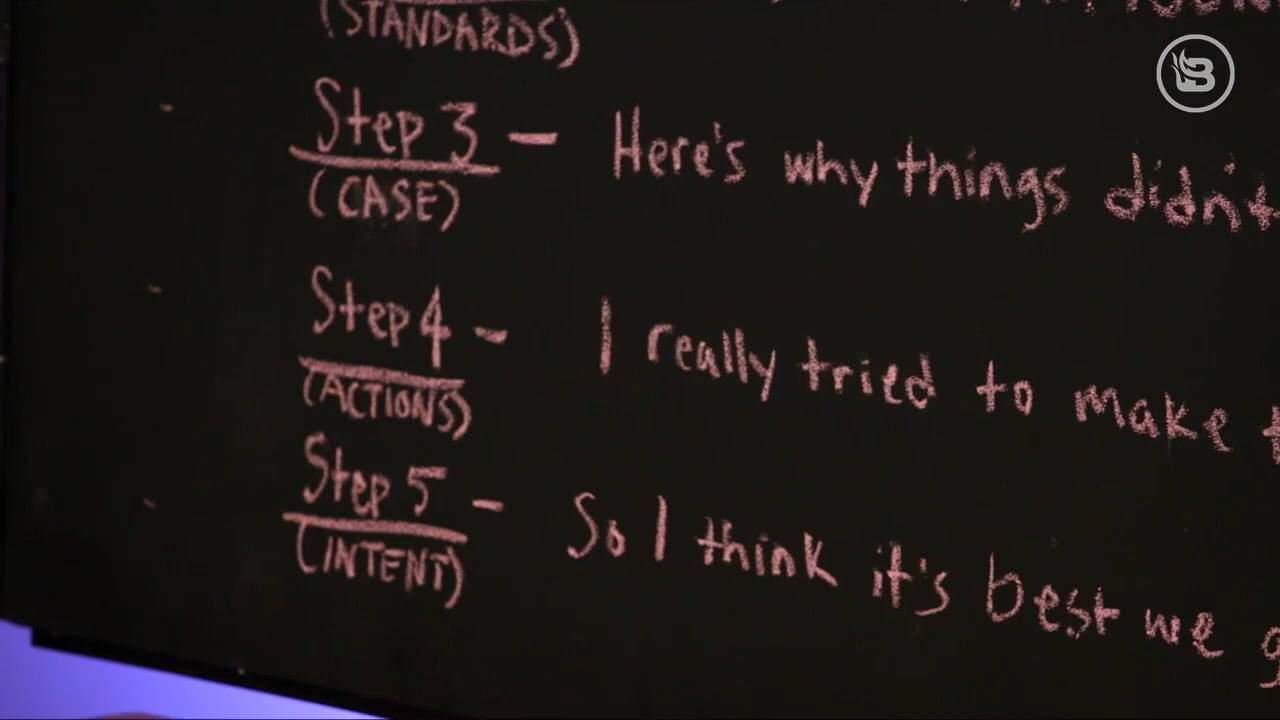 (STANDARDS)
Step 3 - Here's why things didn't
(CASE)
Step 4 - I really tried to make
(ACTIONS)
Step 5 - So I think it's best we
(INTENT)
B